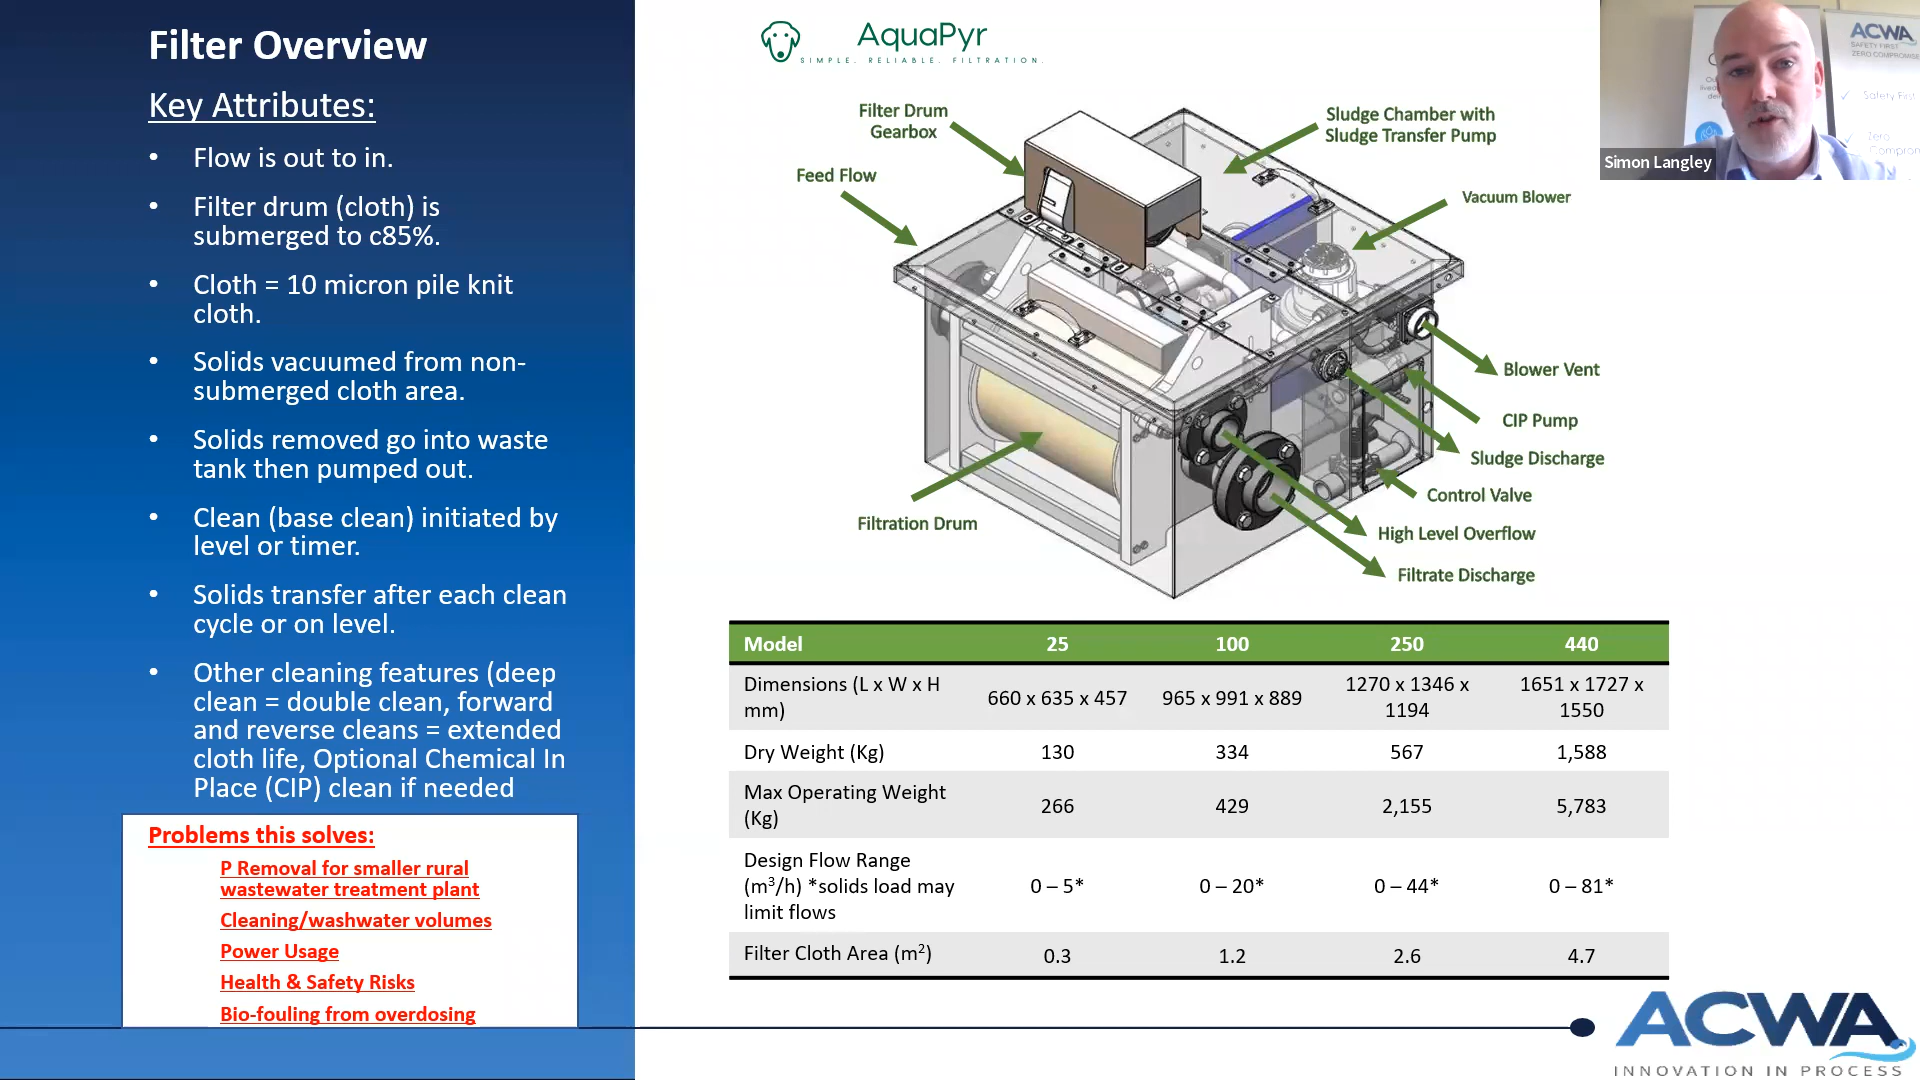 Filter Overview
Key Attributes:
• Flow is out to in.
• Filter drum (cloth) is
submerged to c85%.
• Cloth = 10 micron pile knit
cloth.
• Solids vacuumed from non-
submerged cloth area.
• Solids removed go into waste
tank then pumped out.
• Clean (base clean) initiated by
level or timer.
• Solids transfer after each clean
cycle or on level.
• Other cleaning features (deep
clean = double clean, forward
and reverse cleans = extended
cloth life, Optional Chemical In
Place (CIP) clean if needed
Problems this solves:
P Removal for smaller rural
wastewater treatment plant
Cleaning/washwater volumes
Power Usage
Health & Safety Risks
Bio-fouling from overdosing
AquaPyr
SIMPLE. RELIABLE. FILTRATION.
Filter Drum
Gearbox
Feed Flow
Sludge Chamber with
Sludge Transfer Pump
Vacuum Blower
Blower Vent
CIP Pump
Sludge Discharge
Control Valve
High Level Overflow
Filtrate Discharge
Filtration Drum
Model 25 100 250 440
Dimensions (L x W x H
mm) 660 x 635 x 457 965 x 991 x 889 1270 x 1346 x
1194 1651 x 1727 x
1550
Dry Weight (Kg) 130 334 567 1,588
Max Operating Weight
(Kg) 266 429 2,155 5,783
Design Flow Range
(m³/h) *solids load may
limit flows 0 – 5* 0 – 20* 0 – 44* 0 – 81*
Filter Cloth Area (m²) 0.3 1.2 2.6 4.7
ACWA
SAFETY FIRST
ZERO COMPROMISE
Safety First
Zero
Simon Langley
ACWA
INNOVATION IN PROCESS